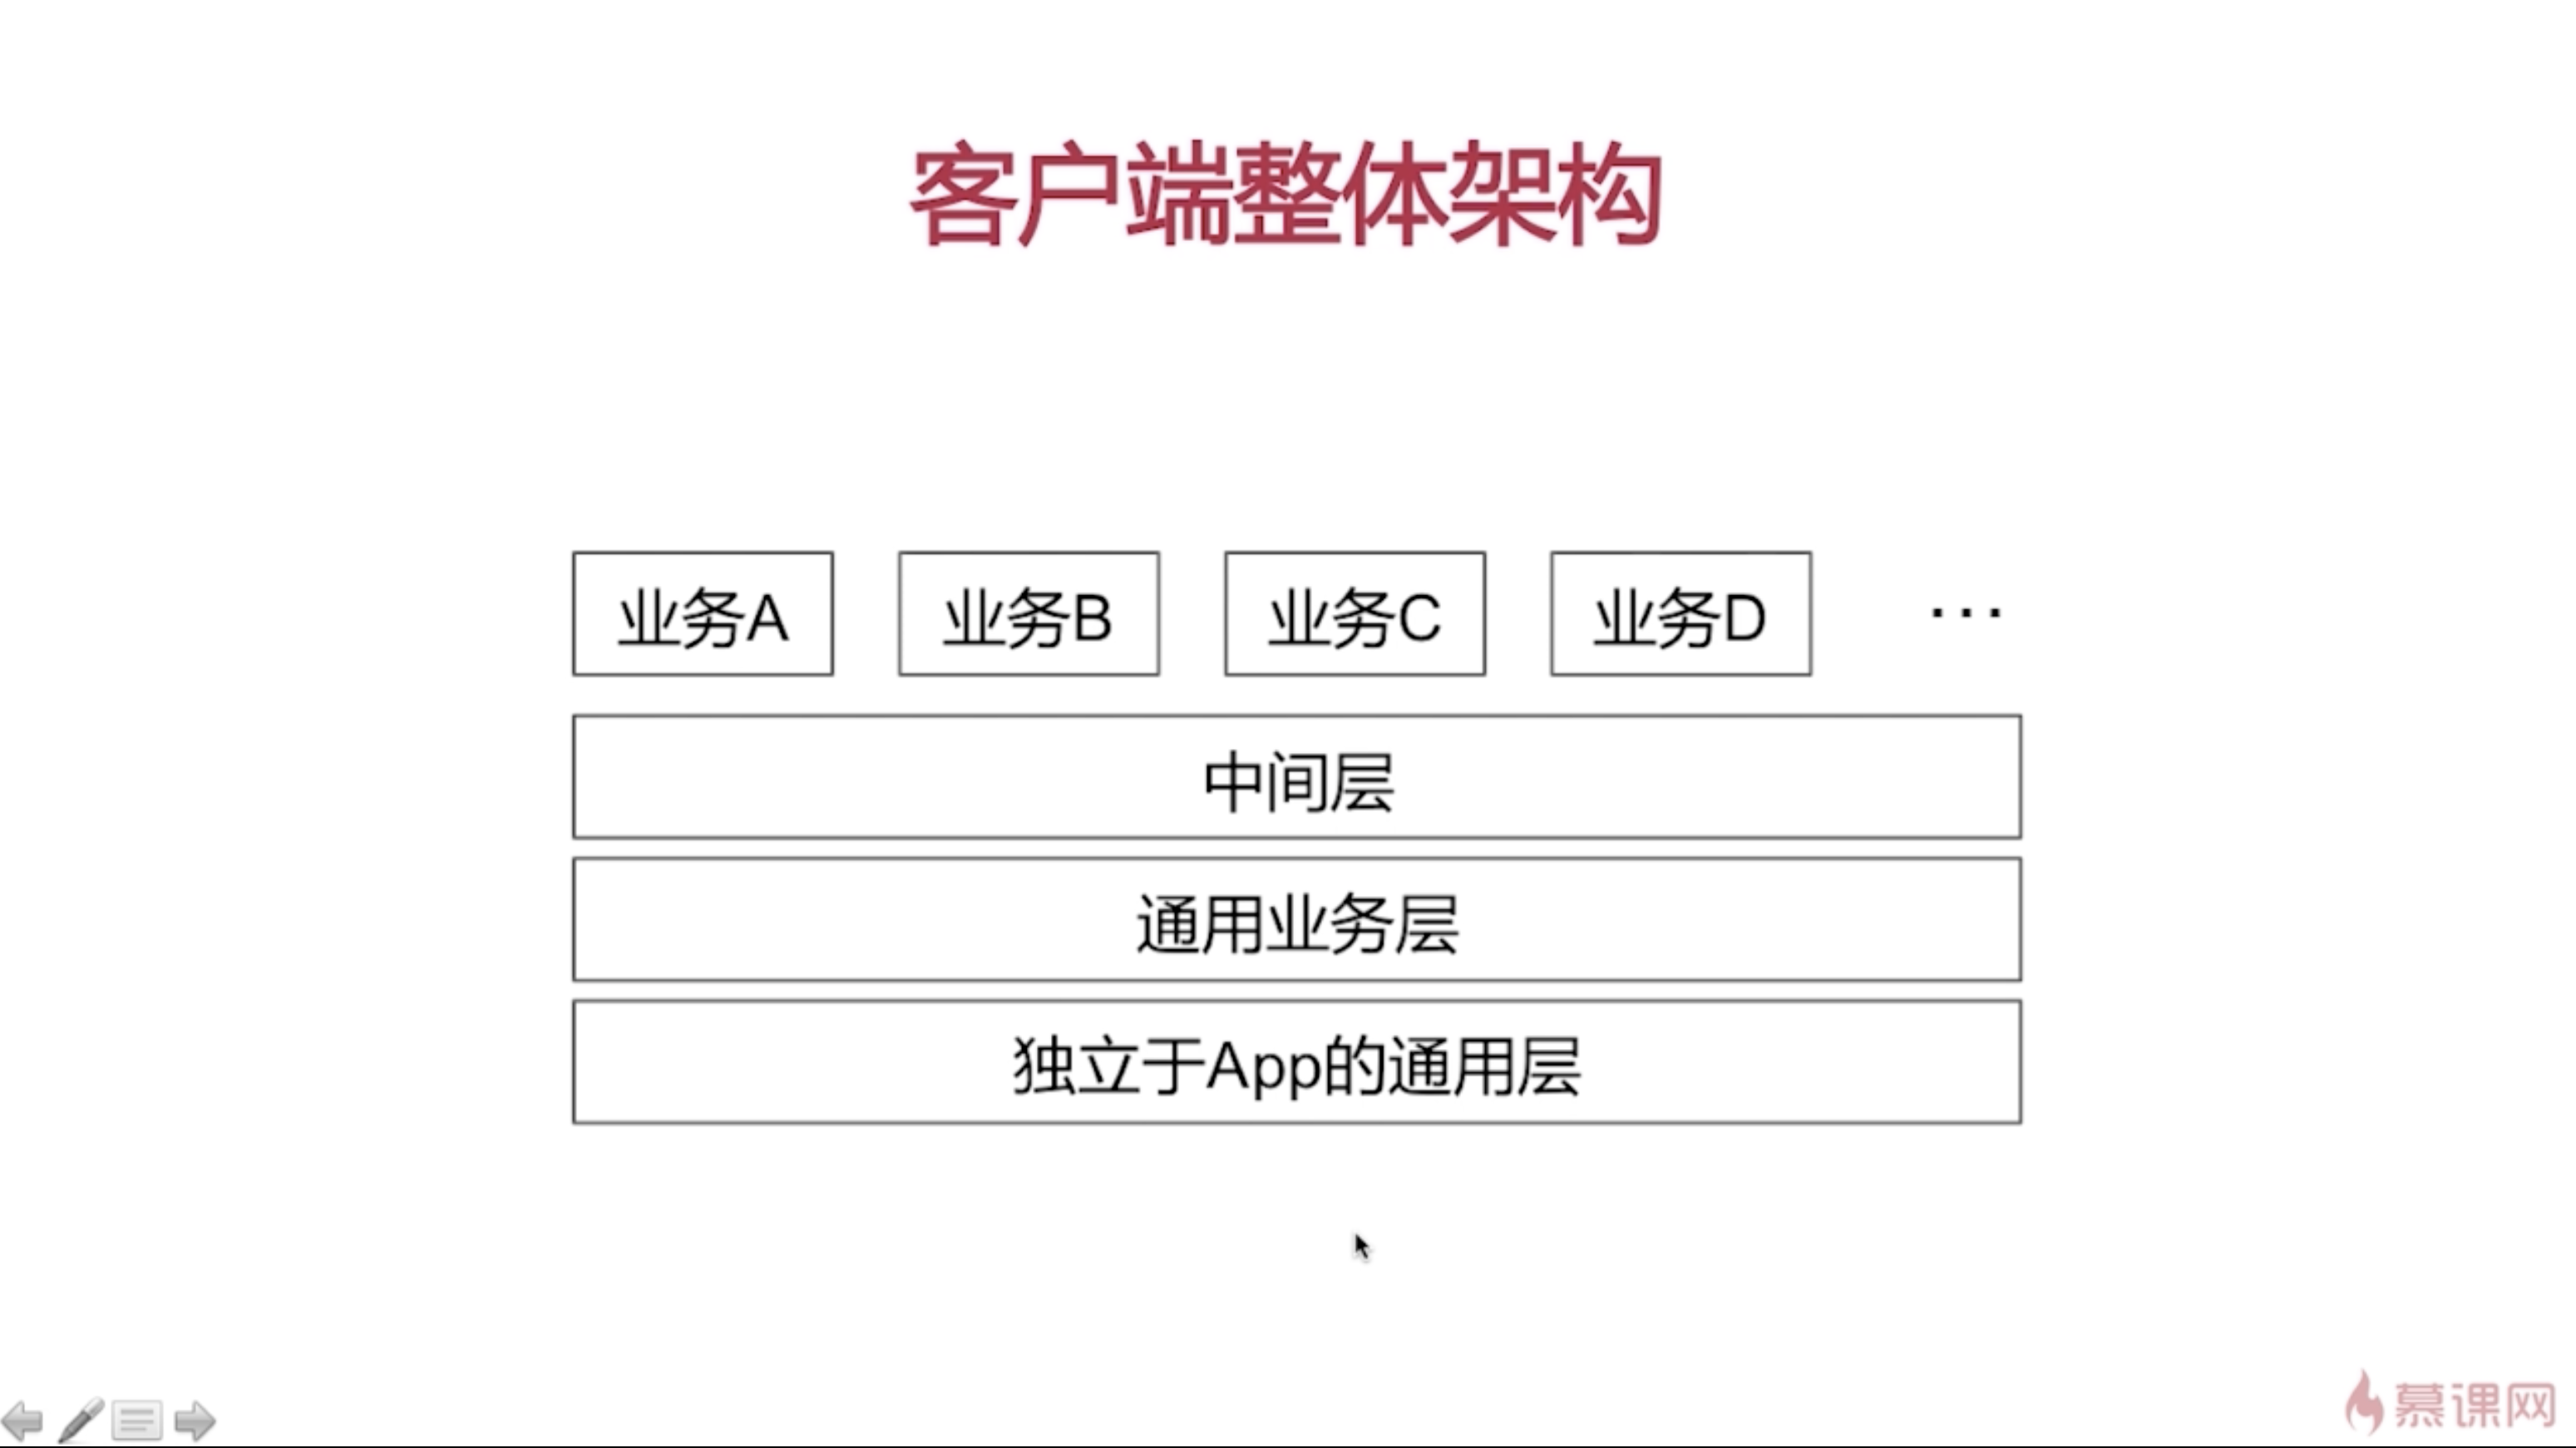 客户端整体架构
业务A 业务B 业务C 业务D ...
中间层
通用业务层
独立于App的通用层
慕课网